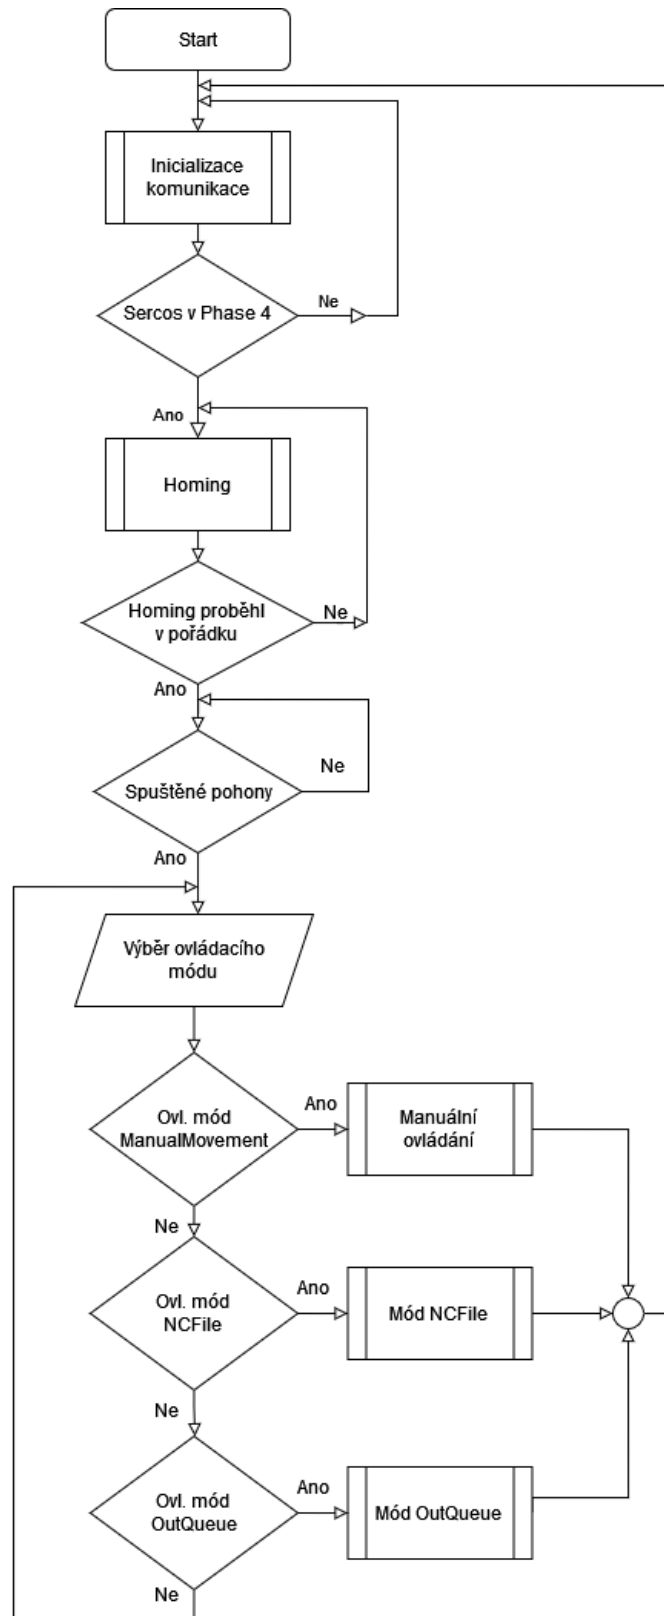 Start
Inicializace
komunikace
Sercos v Phase 4
Ne
Ano
Homing
Homing proběhl
v pořádku
Ne
Ano
Spuštěné pohony
Ne
Ano
Výběr ovládacího
módu
Ovl. mód
ManualMovement
Ano
Manuální
ovládání
Ne
Ovl. mód
NCFile
Ano
Mód NCFile
Ne
Ovl. mód
OutQueue
Ano
Mód OutQueue
Ne